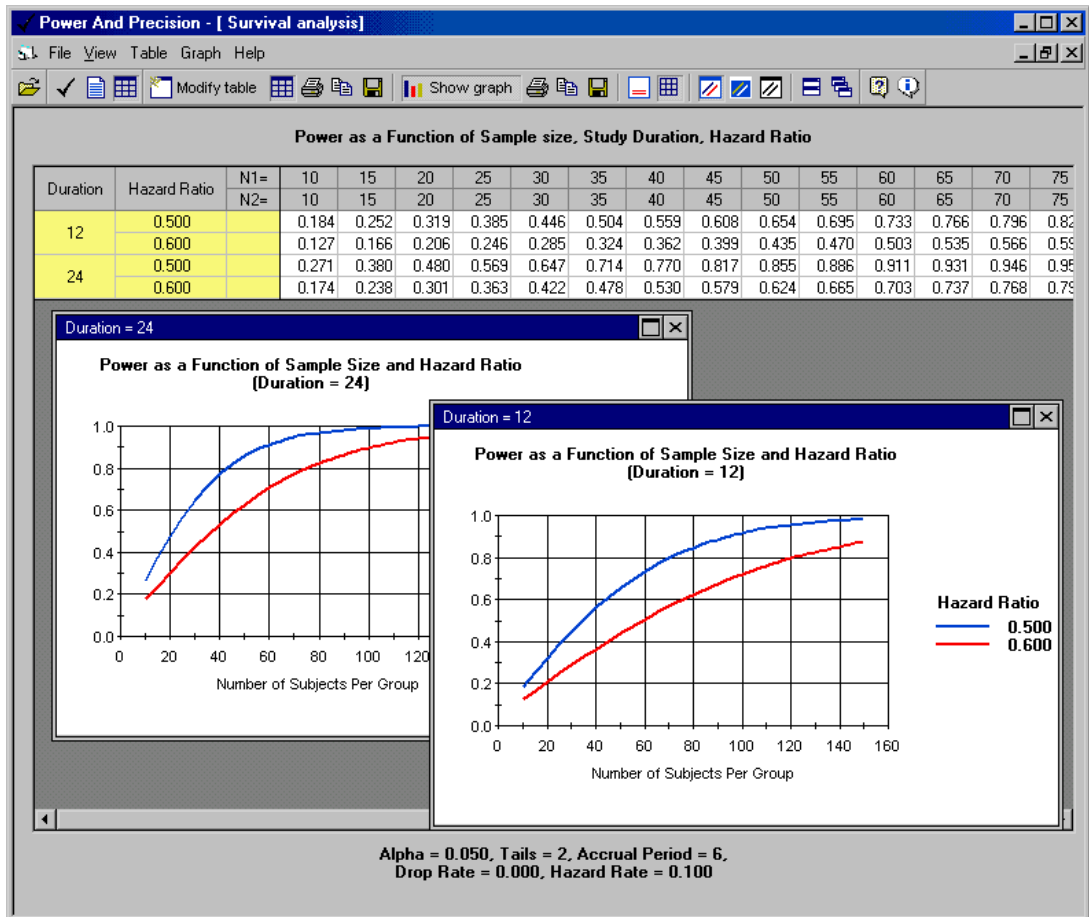 Power And Precision - [ Survival analysis]
File View Table Graph Help
Modify table Show graph
Power as a Function of Sample size, Study Duration, Hazard Ratio
Duration Hazard Ratio N1= 10 15 20 25 30 35 40 45 50 55 60 65 70 75
N2= 10 15 20 25 30 35 40 45 50 55 60 65 70 75
12 0.500 0.184 0.252 0.319 0.385 0.446 0.504 0.559 0.608 0.654 0.695 0.733 0.766 0.796 0.82
0.600 0.127 0.166 0.206 0.246 0.285 0.324 0.362 0.399 0.435 0.470 0.503 0.535 0.566 0.59
24 0.500 0.271 0.380 0.480 0.569 0.647 0.714 0.770 0.817 0.855 0.886 0.911 0.931 0.946 0.95
0.600 0.174 0.238 0.301 0.363 0.422 0.478 0.530 0.579 0.624 0.665 0.703 0.737 0.768 0.79
Duration = 24
Power as a Function of Sample Size and Hazard Ratio
(Duration = 24)
1.0
0.8
0.6
0.4
0.2
0.0
0 20 40 60 80 100 120
Number of Subjects Per Group
Duration = 12
Power as a Function of Sample Size and Hazard Ratio
(Duration = 12)
1.0
0.8
0.6
0.4
0.2
0.0
0 20 40 60 80 100 120 140 160
Number of Subjects Per Group
Hazard Ratio
0.500
0.600
Alpha = 0.050, Tails = 2, Accrual Period = 6,
Drop Rate = 0.000, Hazard Rate = 0.100